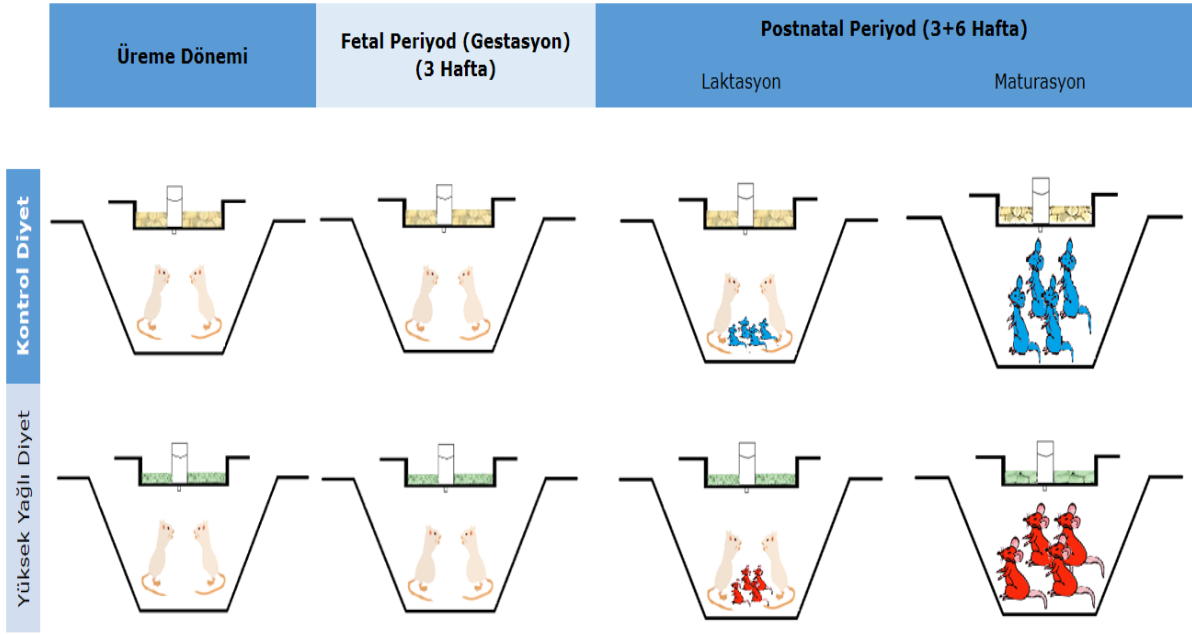 Üreme Dönemi
Fetal Periyod (Gestasyon)
(3 Hafta)
Postnatal Periyod (3+6 Hafta)
Laktasyon
Maturasyon
Kontrol Diyet
Yüksek Yağlı Diyet